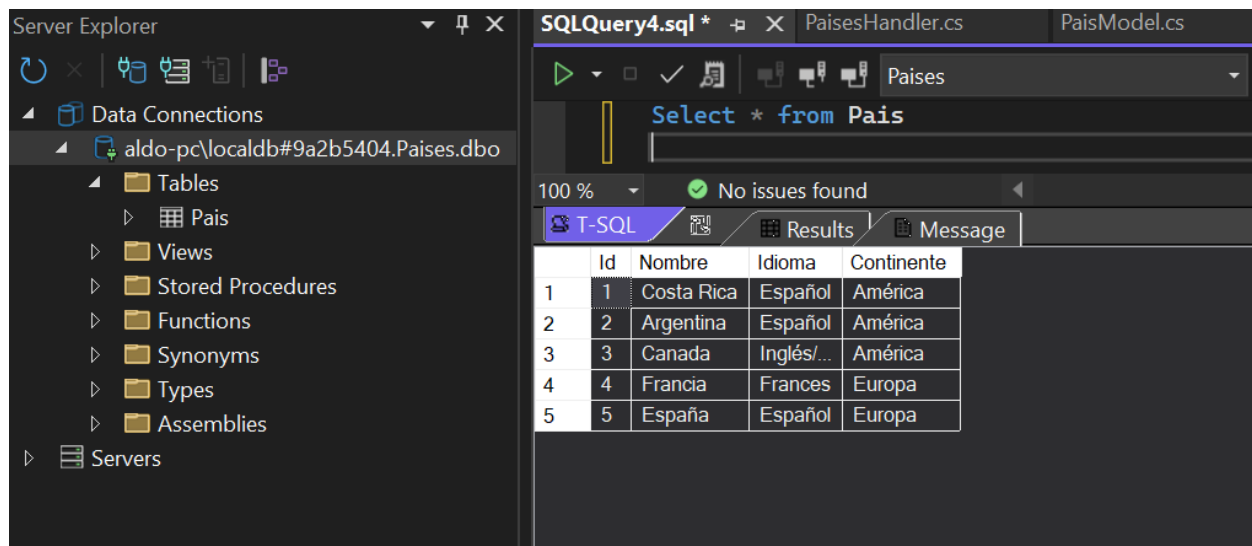 Server Explorer
Data Connections
aldo-pc\localdb#9a2b5404.Paises.dbo
Tables
Pais
Views
Stored Procedures
Functions
Synonyms
Types
Assemblies
Servers
SQLQuery4.sql * PaisesHandler.cs PaisModel.cs
Paises
Select * from Pais
100 % No issues found
T-SQL Results Message
Id Nombre Idioma Continente
1 1 Costa Rica Español América
2 2 Argentina Español América
3 3 Canada Inglés/... América
4 4 Francia Frances Europa
5 5 España Español Europa